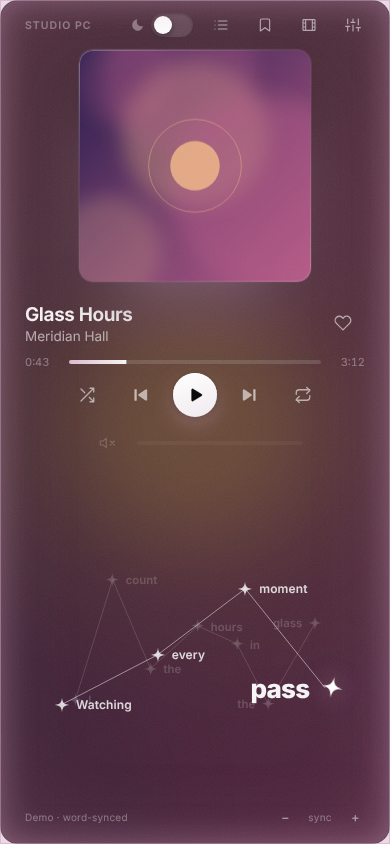 STUDIO PC
Glass Hours
Meridian Hall
0:43
3:12
count
moment
hours
glass
in
every
the
pass
Watching
the
Demo · word-synced
− sync +